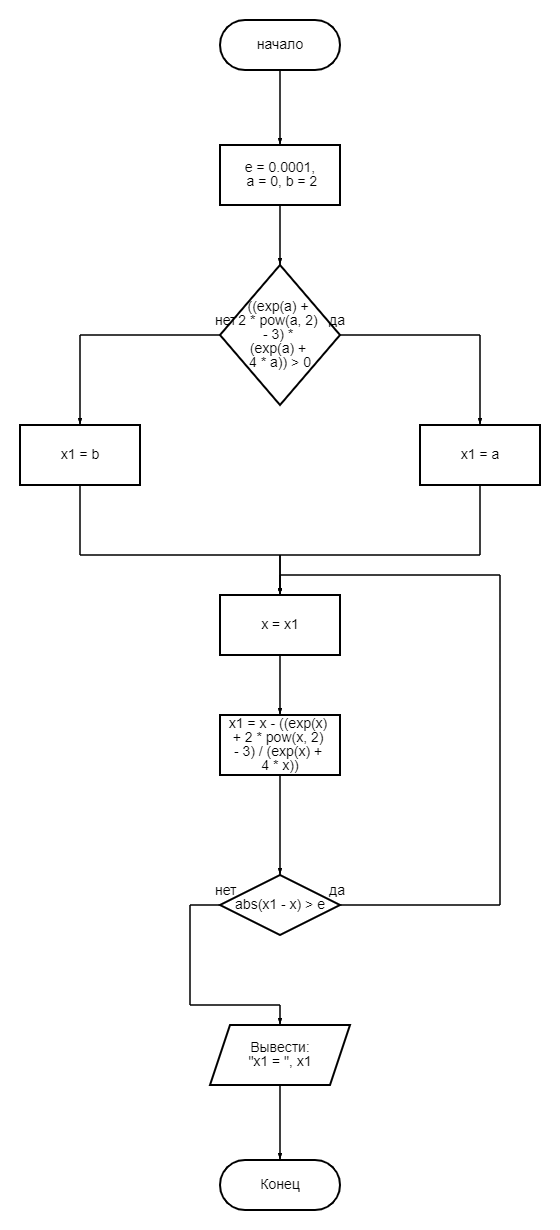 начало
e = 0.0001,
a = 0, b = 2
((exp(a) +
2 * pow(a, 2)
- 3) *
(exp(a) +
4 * a)) > 0
нет
да
x1 = b
x1 = a
x = x1
x1 = x - ((exp(x)
+ 2 * pow(x, 2)
- 3) / (exp(x) +
4 * x))
нет
да
abs(x1 - x) > e
Вывести:
"x1 = ", x1
Конец